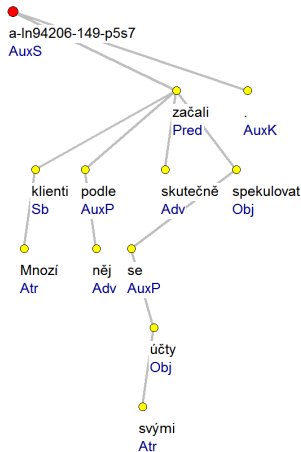 a-ln94206-149-p5s7
AuxS
začali .
Pred AuxK
klienti podle skutečně spekulovat
Sb AuxP Adv Obj
Mnozí něj se
Atr Adv AuxP
účty
Obj
svými
Atr